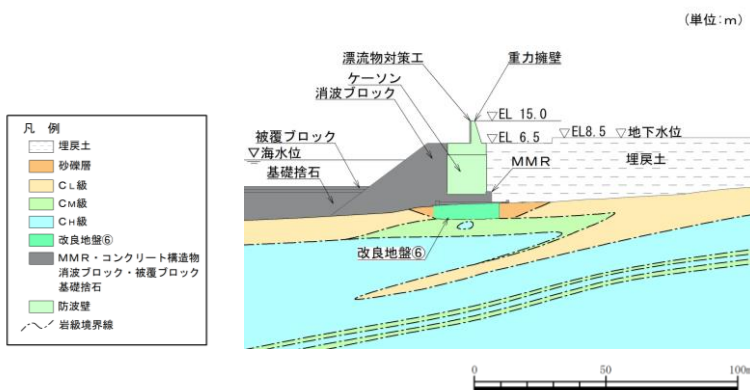 (単位:m)
漂流物対策工
重力擁壁
ケーソン
消波ブロック
▽EL 15.0
▽EL 6.5
▽EL8.5 ▽地下水位
被覆ブロック
▽海水位
MMR
埋戻土
基礎捨石
改良地盤⑥
凡 例
埋戻土
砂礫層
CL級
CM級
CH級
改良地盤⑥
MMR・コンクリート構造物
消波ブロック・被覆ブロック
基礎捨石
防波壁
岩級境界線
0 50 100m